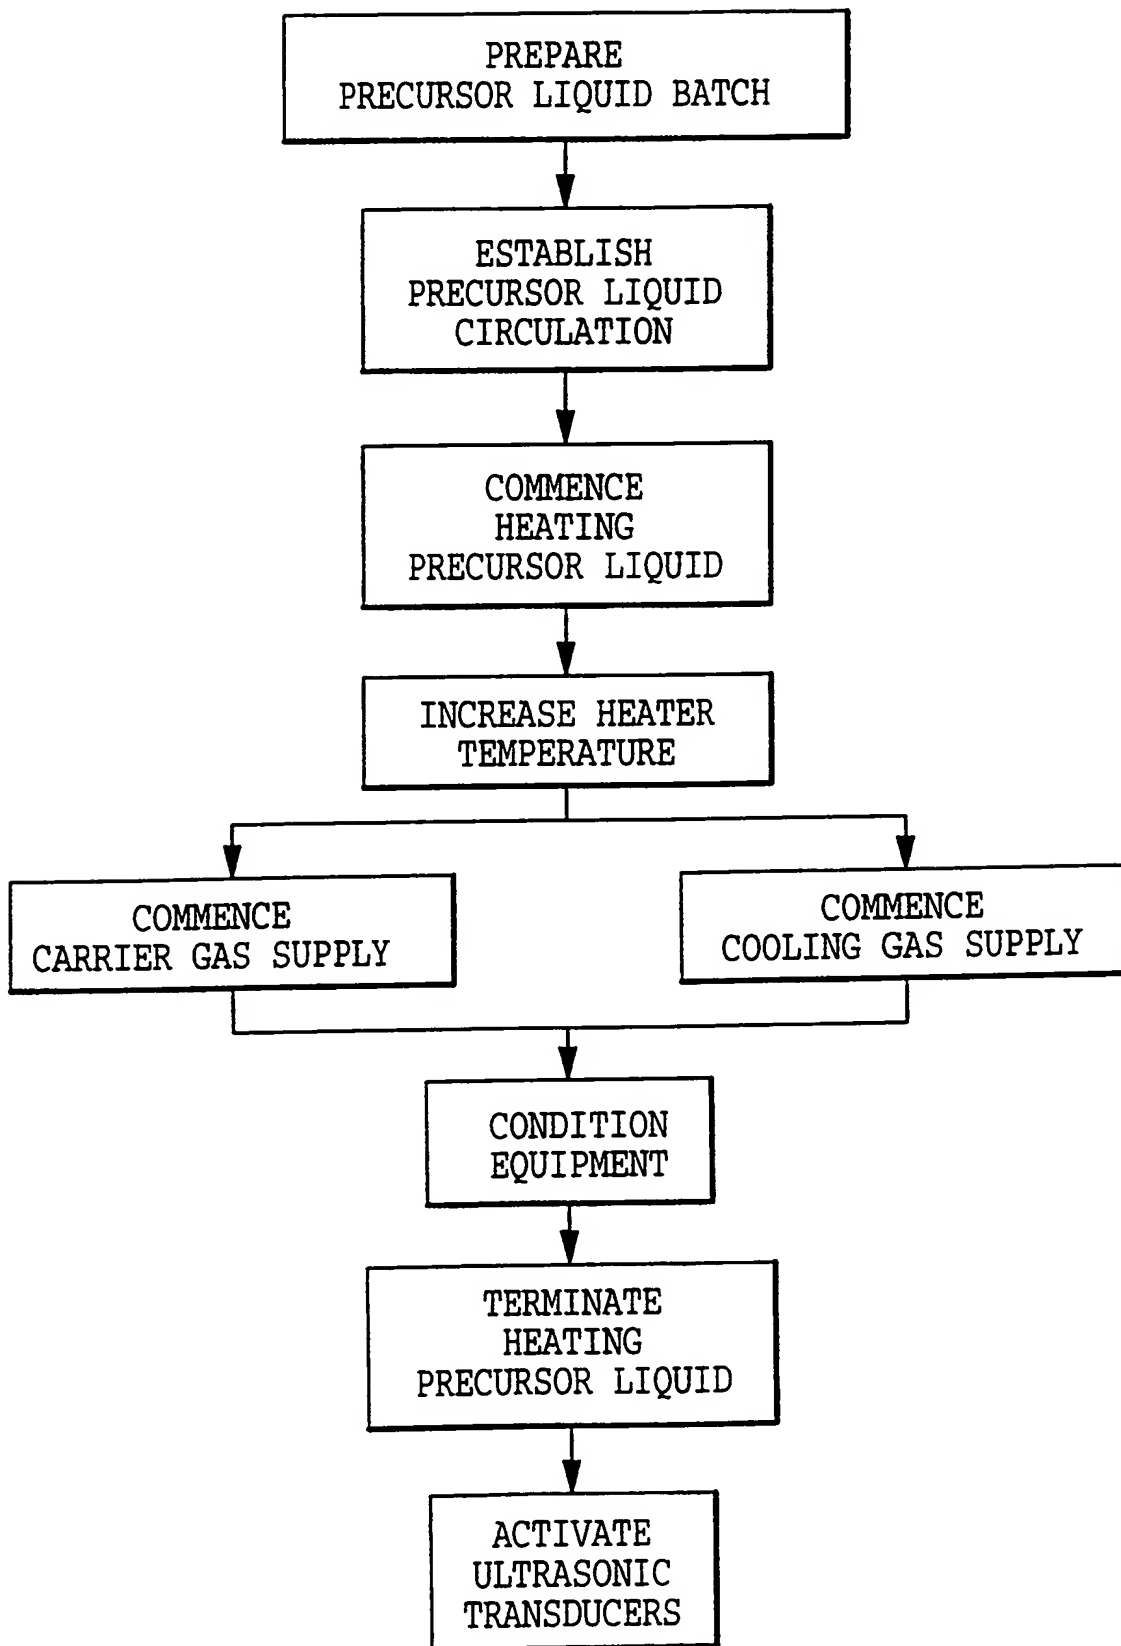 PREPARE
PRECURSOR LIQUID BATCH
ESTABLISH
PRECURSOR LIQUID
CIRCULATION
COMMENCE
HEATING
PRECURSOR LIQUID
INCREASE HEATER
TEMPERATURE
COMMENCE
CARRIER GAS SUPPLY
COMMENCE
COOLING GAS SUPPLY
CONDITION
EQUIPMENT
TERMINATE
HEATING
PRECURSOR LIQUID
ACTIVATE
ULTRASONIC
TRANSDUCERS